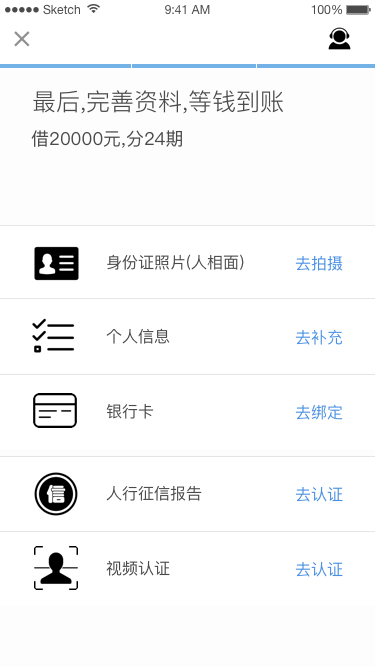 Sketch 9:41 AM 100%
最后,完善资料,等钱到账
借20000元,分24期
身份证照片(人相面) 去拍摄
个人信息 去补充
银行卡 去绑定
信 人行征信报告 去认证
视频认证 去认证